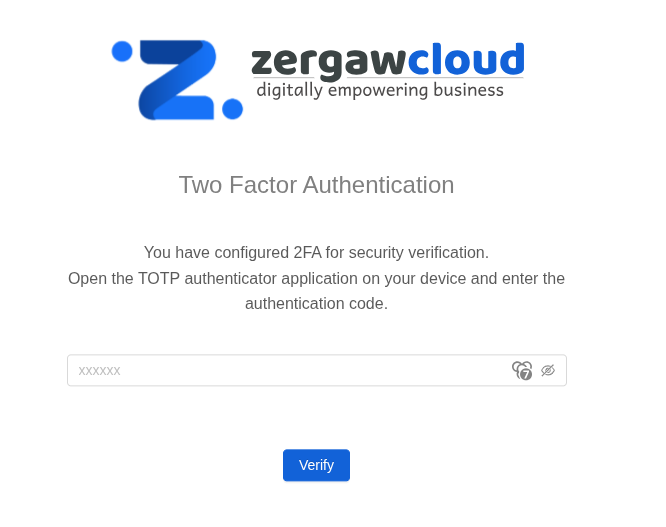 zergawcloud
digitally empowering business
Two Factor Authentication
You have configured 2FA for security verification.
Open the TOTP authenticator application on your device and enter the
authentication code.
xxxxxx
7
Verify